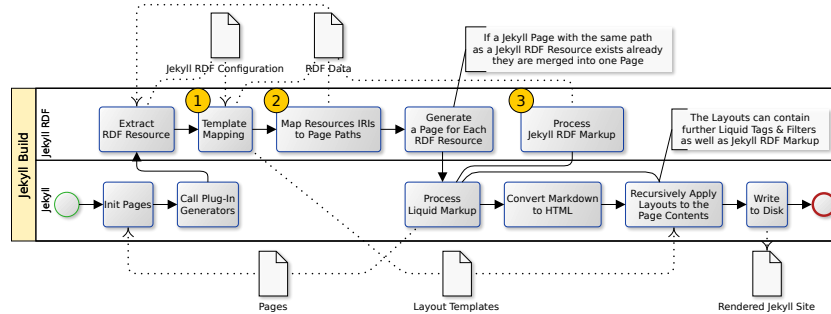 If a Jekyll Page with the same path
as a Jekyll RDF Resource exists already
they are merged into one Page
Jekyll RDF Configuration
RDF Data
Jekyll Build
Jekyll RDF
1
2
3
Extract
RDF Resource
Template
Mapping
Map Resources IRIs
to Page Paths
Generate
a Page for Each
RDF Resource
Process
Jekyll RDF Markup
The Layouts can contain
further Liquid Tags & Filters
as well as Jekyll RDF Markup
Jekyll
Init Pages
Call Plug-In
Generators
Process
Liquid Markup
Convert Markdown
to HTML
Recursively Apply
Layouts to the
Page Contents
Write
to Disk
Pages
Layout Templates
Rendered Jekyll Site